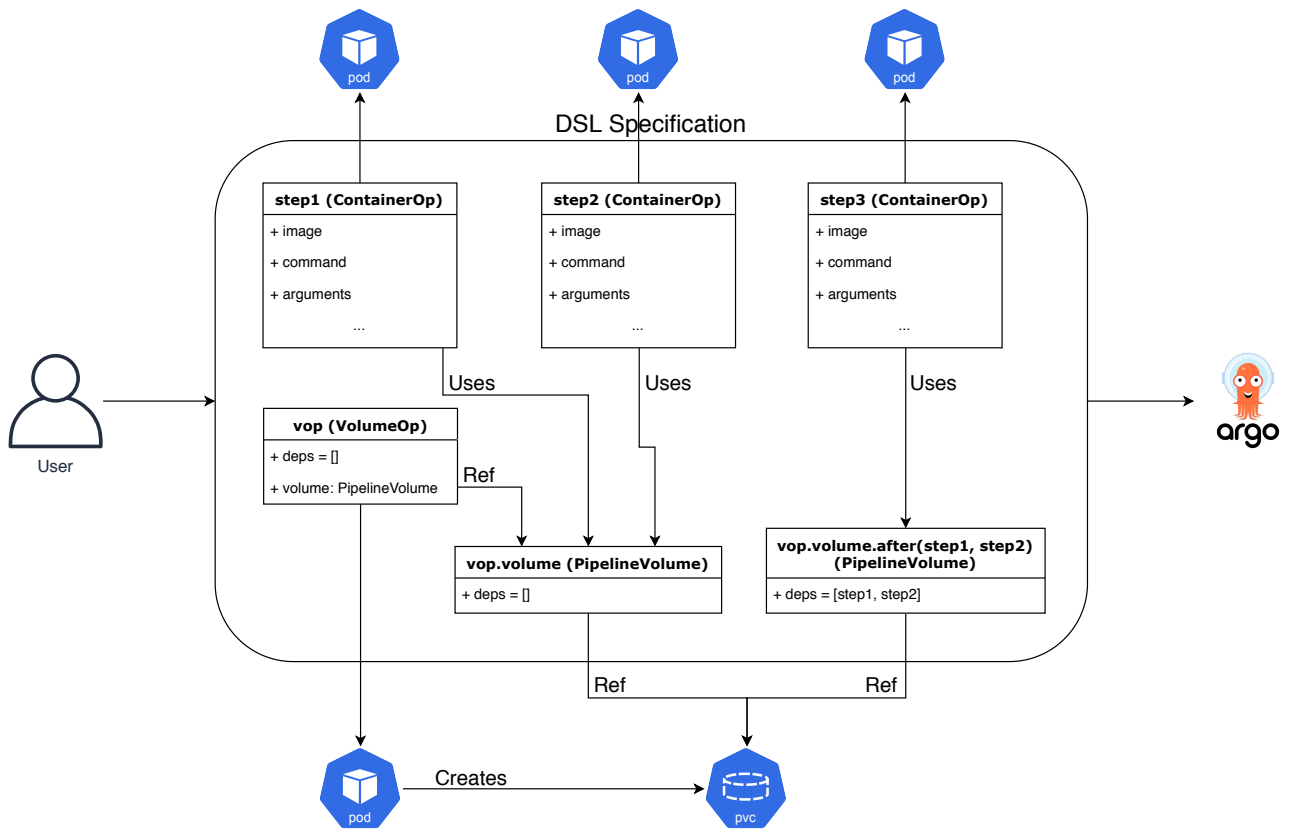 pod
pod
pod
DSL Specification
step1 (ContainerOp)
+ image
+ command
+ arguments
...
step2 (ContainerOp)
+ image
+ command
+ arguments
...
step3 (ContainerOp)
+ image
+ command
+ arguments
...
Uses
Uses
Uses
User
argo
vop (VolumeOp)
+ deps = []
+ volume: PipelineVolume
Ref
vop.volume (PipelineVolume)
+ deps = []
vop.volume.after(step1, step2)
(PipelineVolume)
+ deps = [step1, step2]
Ref
Ref
pod
Creates
pvc